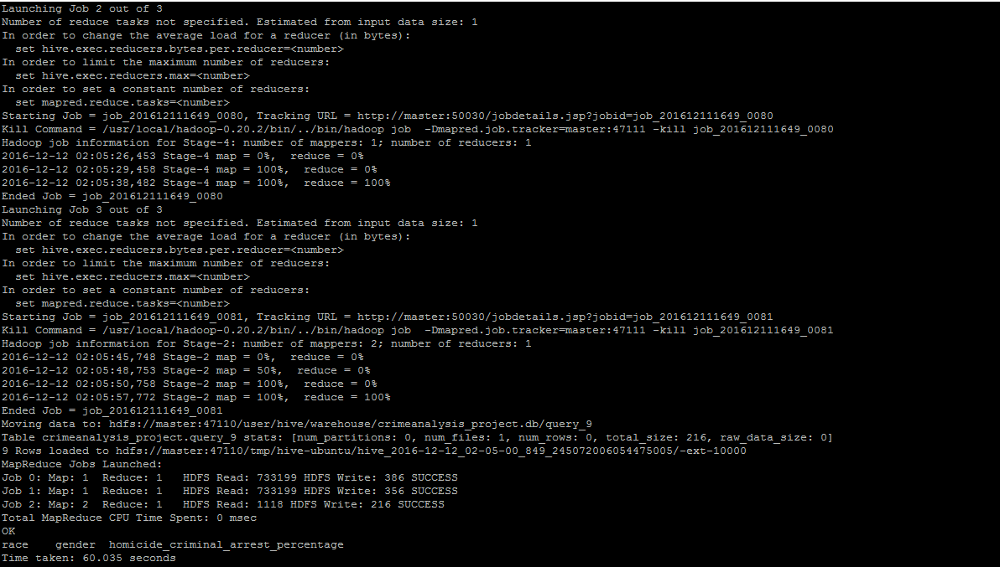 Launching Job 2 out of 3
Number of reduce tasks not specified. Estimated from input data size: 1
In order to change the average load for a reducer (in bytes):
  set hive.exec.reducers.bytes.per.reducer=<number>
In order to limit the maximum number of reducers:
  set hive.exec.reducers.max=<number>
In order to set a constant number of reducers:
  set mapred.reduce.tasks=<number>
Starting Job = job_201612111649_0080, Tracking URL = http://master:50030/jobdetails.jsp?jobid=job_201612111649_0080
Kill Command = /usr/local/hadoop-0.20.2/bin/../bin/hadoop job  -Dmapred.job.tracker=master:47111 -kill job_201612111649_0080
Hadoop job information for Stage-4: number of mappers: 1; number of reducers: 1
2016-12-12 02:05:26,453 Stage-4 map = 0%,  reduce = 0%
2016-12-12 02:05:29,458 Stage-4 map = 100%,  reduce = 0%
2016-12-12 02:05:38,482 Stage-4 map = 100%,  reduce = 100%
Ended Job = job_201612111649_0080
Launching Job 3 out of 3
Number of reduce tasks not specified. Estimated from input data size: 1
In order to change the average load for a reducer (in bytes):
  set hive.exec.reducers.bytes.per.reducer=<number>
In order to limit the maximum number of reducers:
  set hive.exec.reducers.max=<number>
In order to set a constant number of reducers:
  set mapred.reduce.tasks=<number>
Starting Job = job_201612111649_0081, Tracking URL = http://master:50030/jobdetails.jsp?jobid=job_201612111649_0081
Kill Command = /usr/local/hadoop-0.20.2/bin/../bin/hadoop job  -Dmapred.job.tracker=master:47111 -kill job_201612111649_0081
Hadoop job information for Stage-2: number of mappers: 2; number of reducers: 1
2016-12-12 02:05:45,748 Stage-2 map = 0%,  reduce = 0%
2016-12-12 02:05:48,753 Stage-2 map = 50%,  reduce = 0%
2016-12-12 02:05:50,758 Stage-2 map = 100%,  reduce = 0%
2016-12-12 02:05:57,772 Stage-2 map = 100%,  reduce = 100%
Ended Job = job_201612111649_0081
Moving data to: hdfs://master:47110/user/hive/warehouse/crimeanalysis_project.db/query_9
Table crimeanalysis_project.query_9 stats: [num_partitions: 0, num_files: 1, num_rows: 0, total_size: 216, raw_data_size: 0]
9 Rows loaded to hdfs://master:47110/tmp/hive-ubuntu/hive_2016-12-12_02-05-00_849_245072006054475005/-ext-10000
MapReduce Jobs Launched:
Job 0: Map: 1  Reduce: 1   HDFS Read: 733199 HDFS Write: 386 SUCCESS
Job 1: Map: 1  Reduce: 1   HDFS Read: 733199 HDFS Write: 356 SUCCESS
Job 2: Map: 2  Reduce: 1   HDFS Read: 1118 HDFS Write: 216 SUCCESS
Total MapReduce CPU Time Spent: 0 msec
OK
race    gender  homicide_criminal_arrest_percentage
Time taken: 60.035 seconds